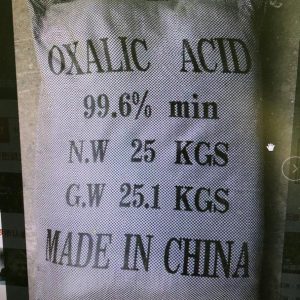 OXALIC ACID
99.6% min
N.W 25 KGS
G.W 25.1 KGS
MADE IN CHINA